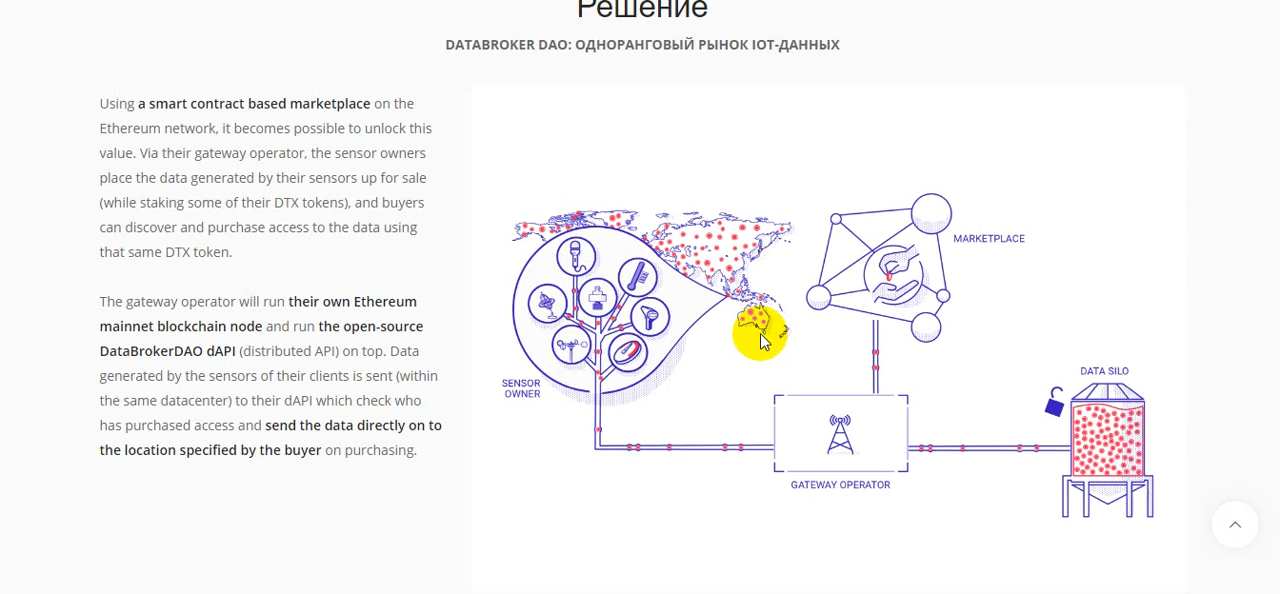 Решение
DATABROKER DAO: ОДНОРАНГОВЫЙ РЫНОК IOT-ДАННЫХ
Using a smart contract based marketplace on the
Ethereum network, it becomes possible to unlock this
value. Via their gateway operator, the sensor owners
place the data generated by their sensors up for sale
(while staking some of their DTX tokens), and buyers
can discover and purchase access to the data using
that same DTX token.
The gateway operator will run their own Ethereum
mainnet blockchain node and run the open-source
DataBrokerDAO dAPI (distributed API) on top. Data
generated by the sensors of their clients is sent (within
the same datacenter) to their dAPI which check who
has purchased access and send the data directly on to
the location specified by the buyer on purchasing.
SENSOR
OWNER
MARKETPLACE
GATEWAY OPERATOR
DATA SILO